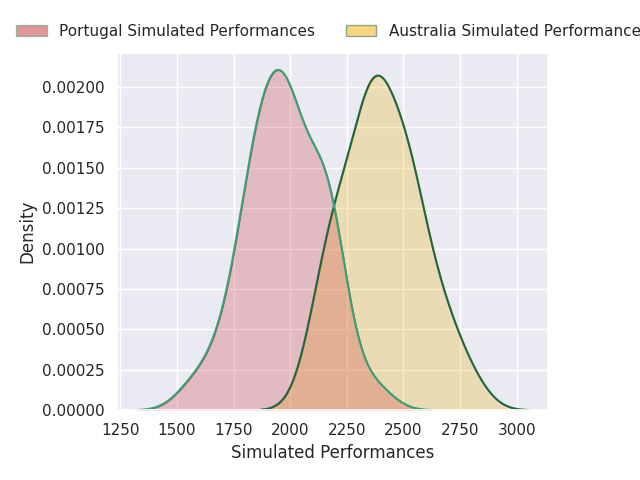 Portugal Simulated Performances Australia Simulated Performance
0.00200
0.00175
0.00150
0.00125
0.00100
0.00075
0.00050
0.00025
0.00000
Density
1250 1500 1750 2000 2250 2500 2750 3000
Simulated Performances